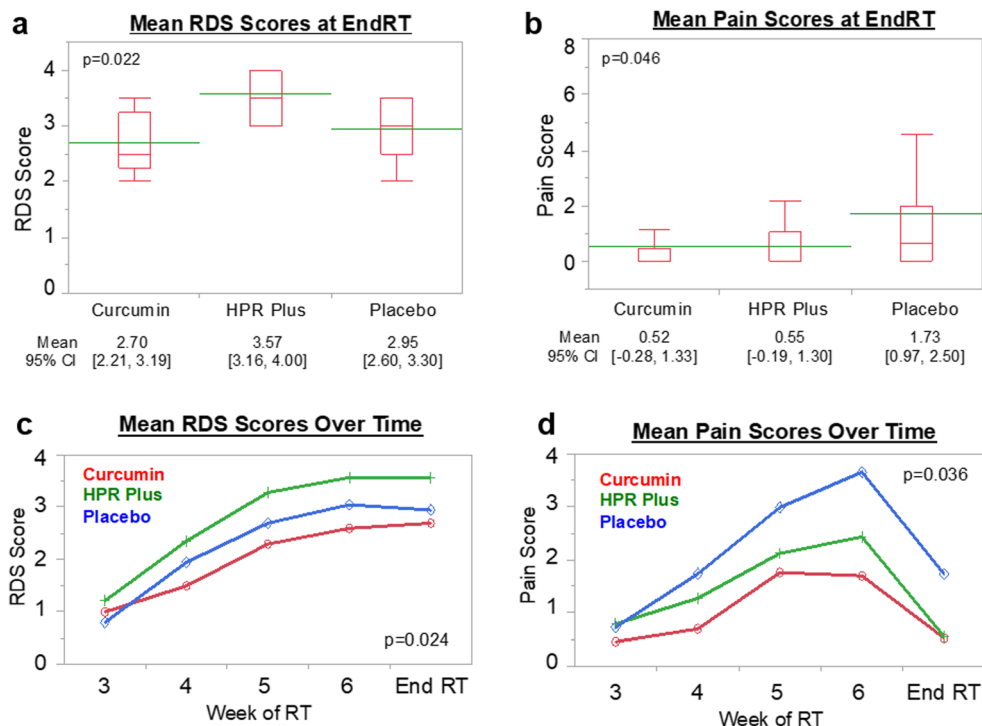 a
Mean RDS Scores at EndRT
p=0.022
4
3
2
1
0
RDS Score
Curcumin HPR Plus Placebo
Mean 2.70 3.57 2.95
95% CI [2.21, 3.19] [3.16, 4.00] [2.60, 3.30]
b
Mean Pain Scores at EndRT
p=0.046
8
6
4
2
0
Pain Score
Curcumin HPR Plus Placebo
Mean 0.52 0.55 1.73
95% CI [-0.28, 1.33] [-0.19, 1.30] [0.97, 2.50]
c
Mean RDS Scores Over Time
4
3
2
1
0
RDS Score
Curcumin
HPR Plus
Placebo
p=0.024
3 4 5 6 End RT
Week of RT
d
Mean Pain Scores Over Time
4
3
2
1
0
Pain Score
Curcumin
HPR Plus
Placebo
p=0.036
3 4 5 6 End RT
Week of RT